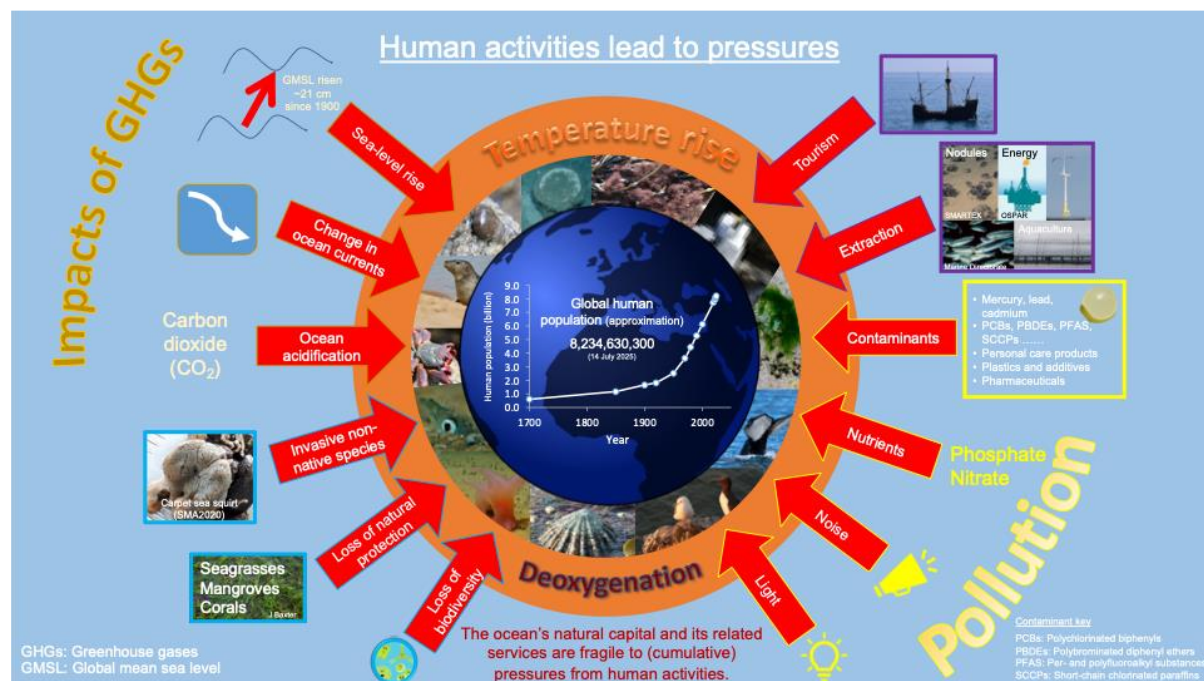 Human activities lead to pressures
Impacts of GHGs
GMSL risen
~21 cm
since 1900
Sea-level rise
Change in
ocean currents
Carbon
dioxide
(CO₂)
Ocean
acidification
Invasive non-
native species
Carpet sea squirt
(SMA2020)
Loss of natural
protection
Seagrasses
Mangroves
Corals
J Baxter
Loss of
biodiversity
GHGs: Greenhouse gases
GMSL: Global mean sea level
Temperature rise
Human population (billion)
9.0
8.0
7.0
6.0
5.0
4.0
3.0
2.0
1.0
0.0
Global human
population (approximation)
8,234,630,300
(14 July 2025)
1700
1800
1900
2000
Year
Deoxygenation
The ocean's natural capital and its related
services are fragile to (cumulative)
pressures from human activities.
Tourism
Extraction
Nodules
SMARTEX
Energy
OSPAR
Marine Directorate
Aquaculture
Contaminants
• Mercury, lead,
cadmium
• PCBs, PBDEs, PFAS,
SCCPs ......
• Personal care products
• Plastics and additives
• Pharmaceuticals
Nutrients
Phosphate
Nitrate
Noise
Light
Pollution
Contaminant key
PCBs: Polychlorinated biphenyls
PBDEs: Polybrominated diphenyl ethers
PFAS: Per- and polyfluoroalkyl substances
SCCPs: Short-chain chlorinated paraffins